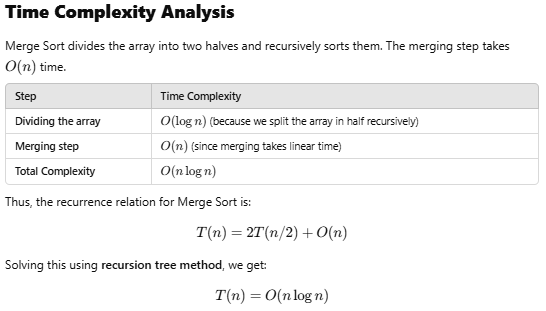 Time Complexity Analysis
Merge Sort divides the array into two halves and recursively sorts them. The merging step takes
O(n) time.
Step Time Complexity
Dividing the array O(log n) (because we split the array in half recursively)
Merging step O(n) (since merging takes linear time)
Total Complexity O(n log n)
Thus, the recurrence relation for Merge Sort is:
T(n) = 2T(n/2) + O(n)
Solving this using recursion tree method, we get:
T(n) = O(n log n)